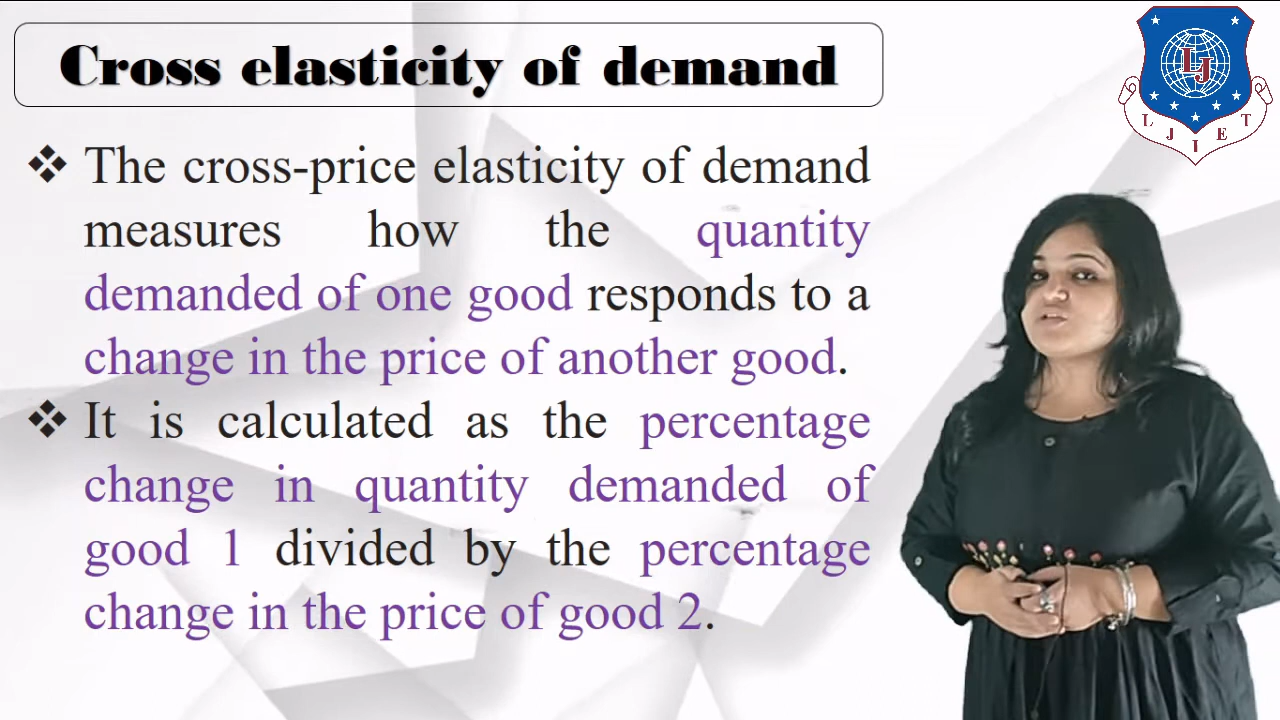 Cross elasticity of demand
❖ The cross-price elasticity of demand
measures how the quantity
demanded of one good responds to a
change in the price of another good.
❖ It is calculated as the percentage
change in quantity demanded of
good 1 divided by the percentage
change in the price of good 2.
LJ
L J I E T